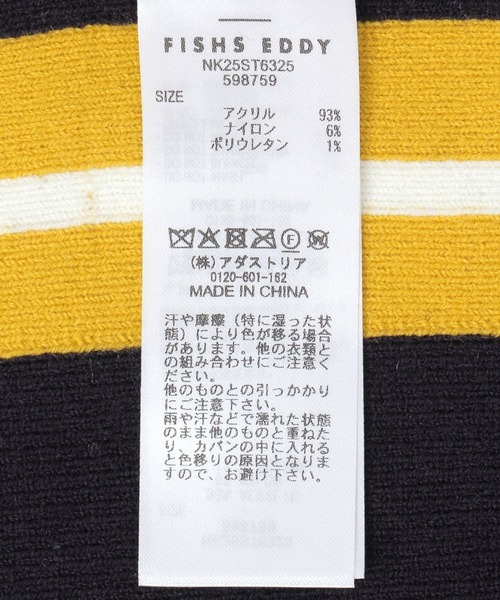 FISHS EDDY
NK25ST6325
598759
SIZE
アクリル 93%
ナイロン 6%
ポリウレタン 1%
(株)アダストリア
0120-601-162
MADE IN CHINA
汗や摩擦（特に湿った状
態）により色が移る場合
があります。他の衣類と
の組み合わせにご注意く
ださい。
他のものとの引っかかり
にご注意下さい。
雨や汗などで濡れた状態
のまま他のものと重ねた
り、カバンの中に入れる
と色移りの原因となりま
すので、お避け下さい。